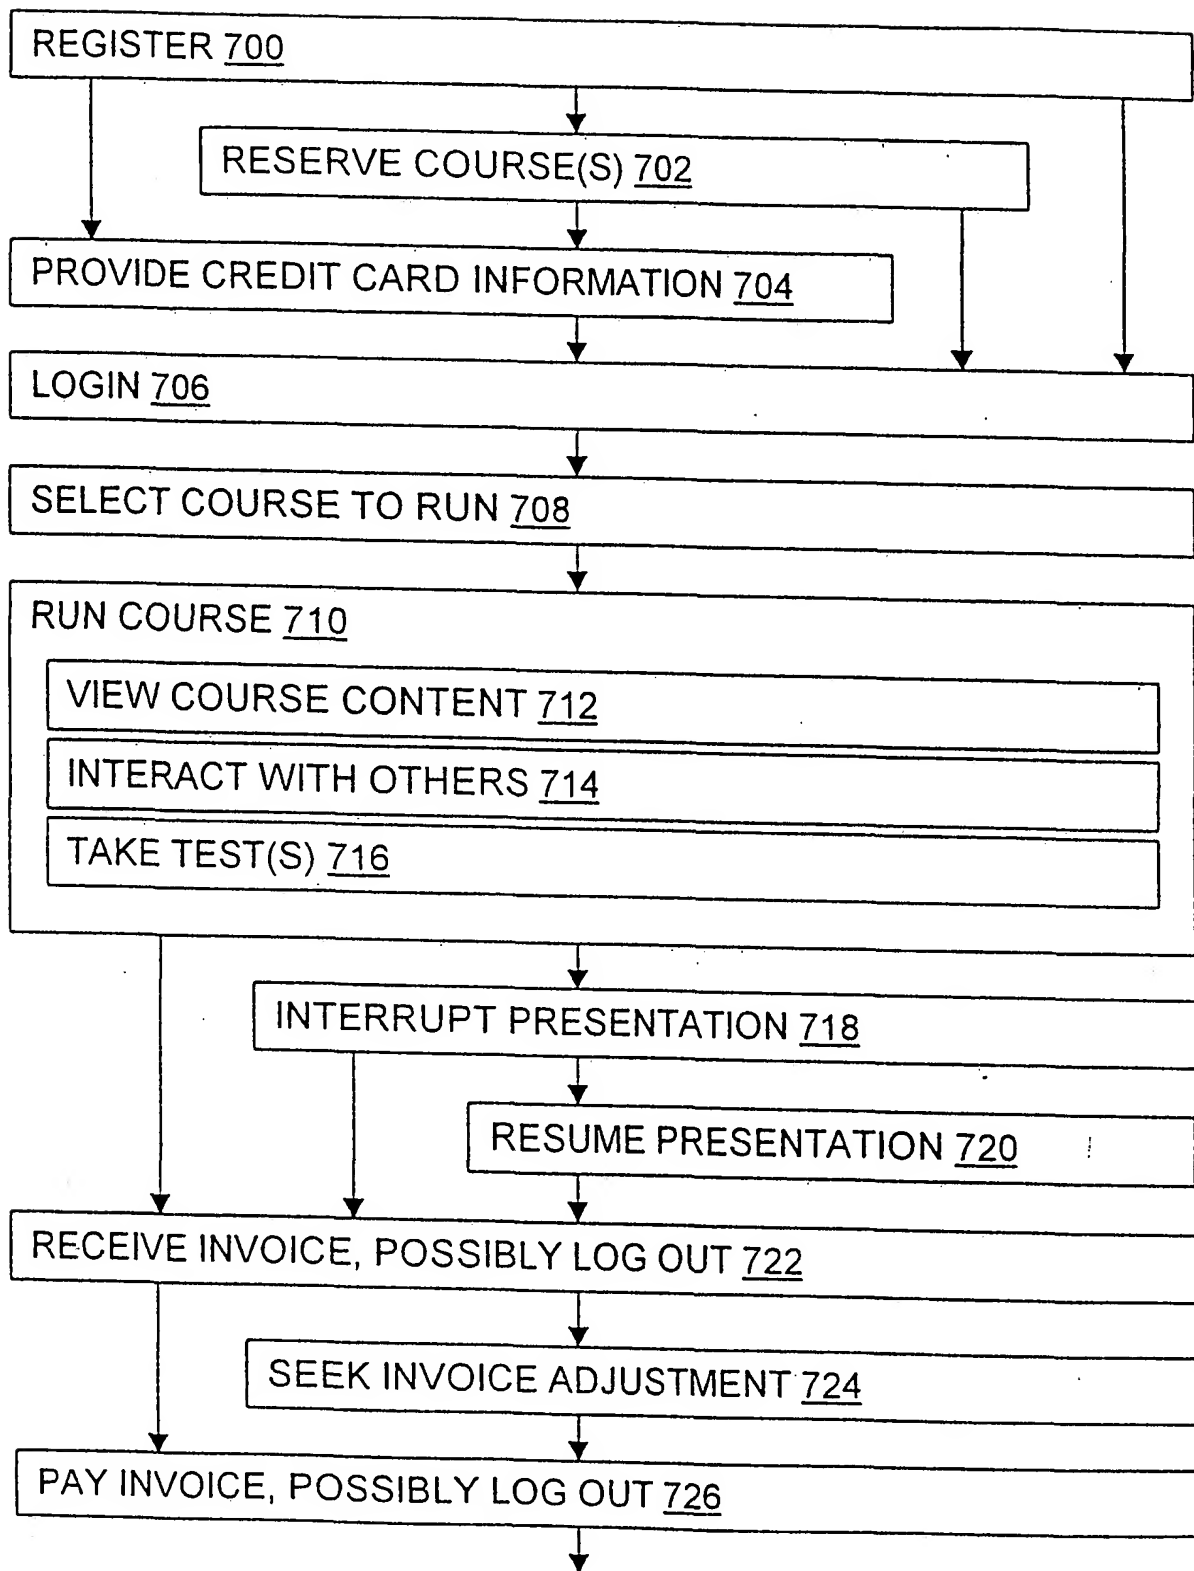 REGISTER 700
RESERVE COURSE(S) 702
PROVIDE CREDIT CARD INFORMATION 704
LOGIN 706
SELECT COURSE TO RUN 708
RUN COURSE 710
VIEW COURSE CONTENT 712
INTERACT WITH OTHERS 714
TAKE TEST(S) 716
INTERRUPT PRESENTATION 718
RESUME PRESENTATION 720
RECEIVE INVOICE, POSSIBLY LOG OUT 722
SEEK INVOICE ADJUSTMENT 724
PAY INVOICE, POSSIBLY LOG OUT 726